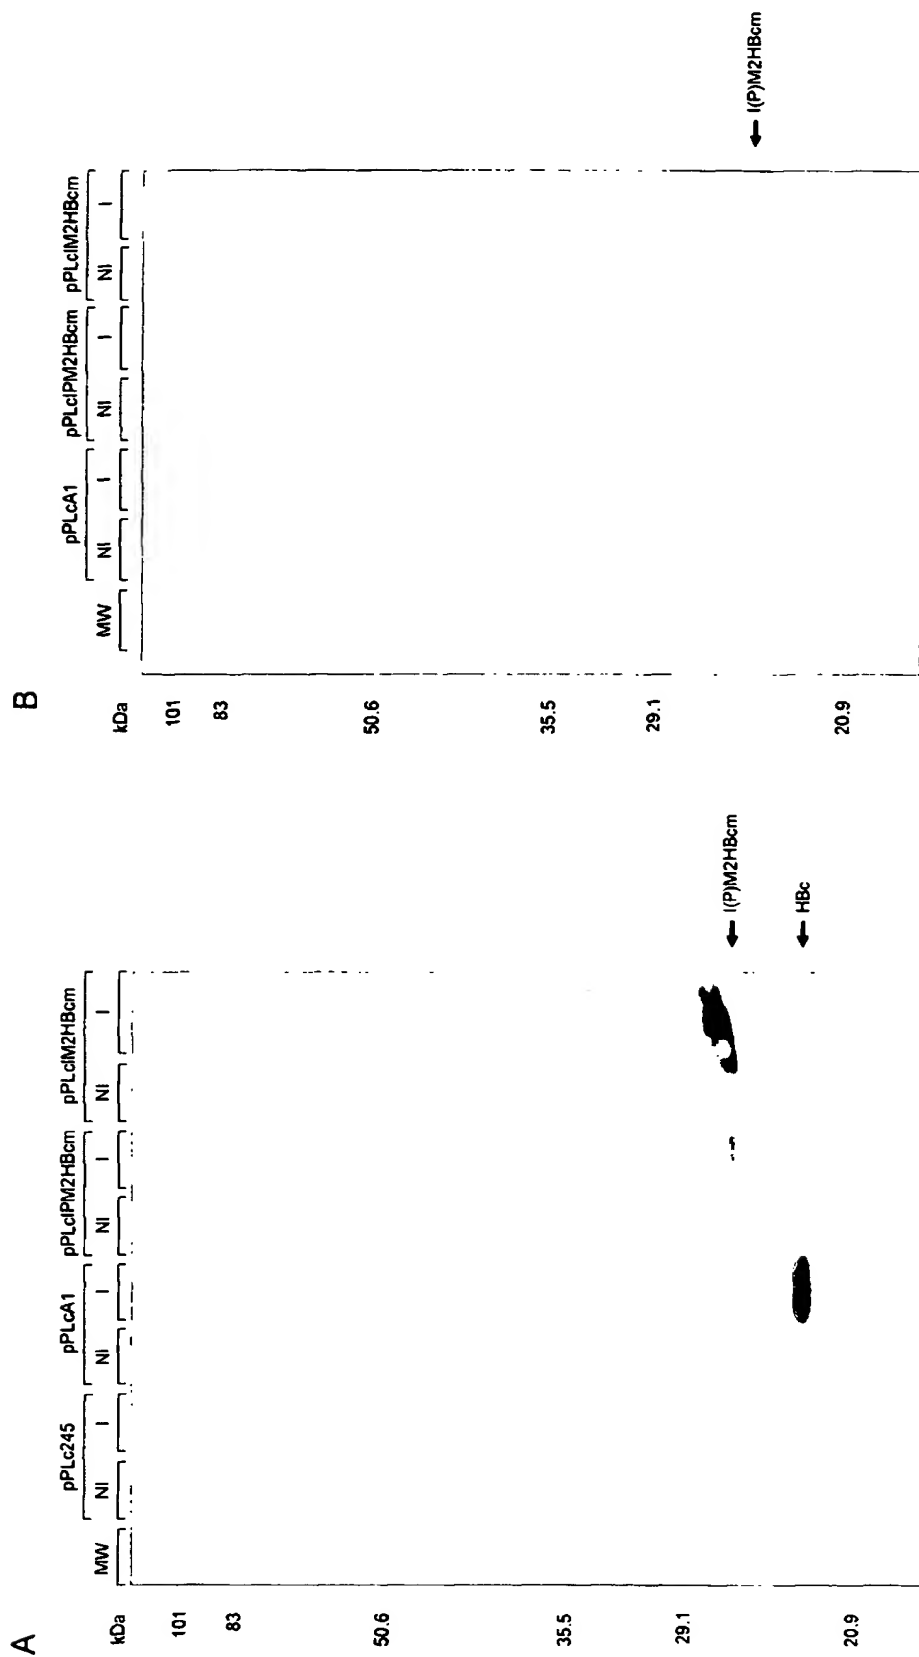 A
kDa
pPLc245 pPLcA1 pPLcIPM2HBcm pPLcIM2HBcm
MW NI I NI I NI I NI I
101
83
50.6
35.5
29.1
20.9
I(P)M2HBcm
HBc
B
kDa
pPLcA1 pPLcIPM2HBcm pPLcIM2HBcm
MW NI I NI I NI I
101
83
50.6
35.5
29.1
20.9
I(P)M2HBcm